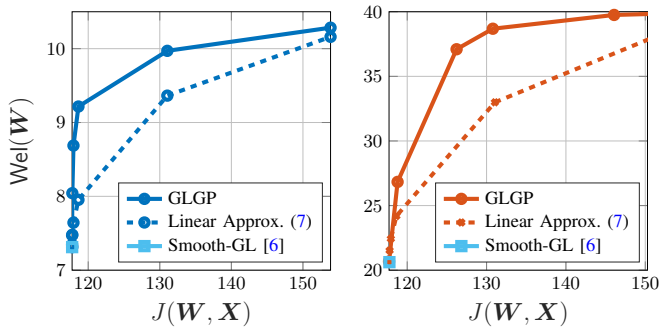 10
9
8
7
Wel(W)
120 130 140 150
J(W, X)
GLGP
Linear Approx. (7)
Smooth-GL [6]
40
35
30
25
20
120 130 140 150
J(W, X)
GLGP
Linear Approx. (7)
Smooth-GL [6]